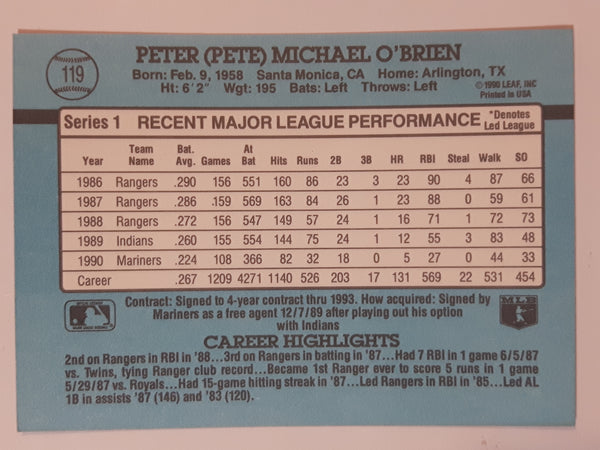 119
PETER (PETE) MICHAEL O'BRIEN
Born: Feb. 9, 1958 Santa Monica, CA Home: Arlington, TX
Ht: 6'2" Wgt: 195 Bats: Left Throws: Left
©1990 LEAF, INC
Printed in USA
Series 1 RECENT MAJOR LEAGUE PERFORMANCE *Denotes Led League
Year Team Name Bat. Avg. Games At Bat Hits Runs 2B 3B HR RBI Steal Walk SO
1986 Rangers .290 156 551 160 86 23 3 23 90 4 87 66
1987 Rangers .286 159 569 163 84 26 1 23 88 0 59 61
1988 Rangers .272 156 547 149 57 24 1 16 71 1 72 73
1989 Indians .260 155 554 144 75 24 1 12 55 3 83 48
1990 Mariners .224 108 366 82 32 18 0 5 27 0 44 33
Career .267 1209 4271 1140 526 203 17 131 569 22 531 454
Contract: Signed to 4-year contract thru 1993. How acquired: Signed by
Mariners as a free agent 12/7/89 after playing out his option
with Indians
MLB
CAREER HIGHLIGHTS
2nd on Rangers in RBI in '88...3rd on Rangers in batting in '87...Had 7 RBI in 1 game 6/5/87
vs. Twins, tying Ranger club record...Became 1st Ranger ever to score 5 runs in 1 game
5/29/87 vs. Royals...Had 15-game hitting streak in '87...Led Rangers in RBI in '85...Led AL
1B in assists '87 (146) and '83 (120).